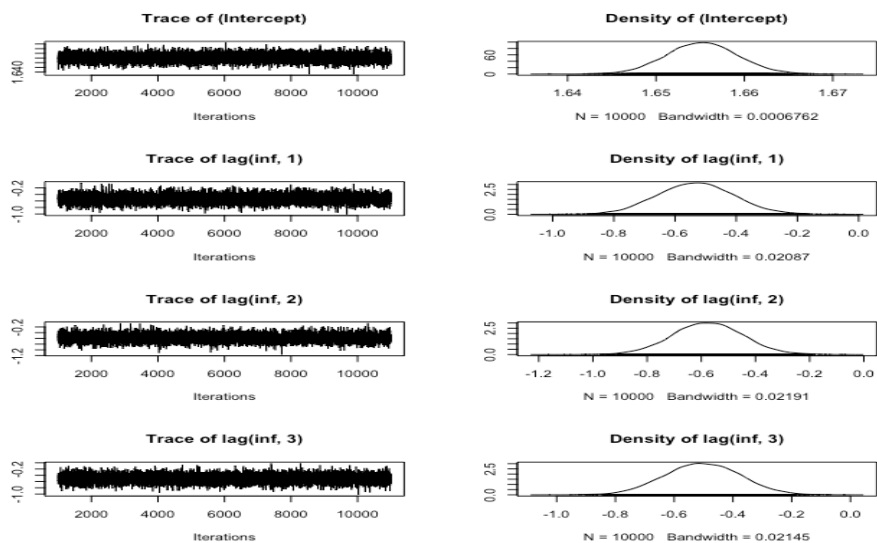 Trace of (Intercept)
1.640
2000 4000 6000 8000 10000
Iterations
Density of (Intercept)
0 60
1.64 1.65 1.66 1.67
N = 10000 Bandwidth = 0.0006762
Trace of lag(inf, 1)
-1.0 -0.2
2000 4000 6000 8000 10000
Iterations
Density of lag(inf, 1)
0.0 2.5
-1.0 -0.8 -0.6 -0.4 -0.2 0.0
N = 10000 Bandwidth = 0.02087
Trace of lag(inf, 2)
-1.2 -0.2
2000 4000 6000 8000 10000
Iterations
Density of lag(inf, 2)
0.0 2.5
-1.2 -1.0 -0.8 -0.6 -0.4 -0.2 0.0
N = 10000 Bandwidth = 0.02191
Trace of lag(inf, 3)
-1.0 -0.2
2000 4000 6000 8000 10000
Iterations
Density of lag(inf, 3)
0.0 2.5
-1.0 -0.8 -0.6 -0.4 -0.2 0.0
N = 10000 Bandwidth = 0.02145